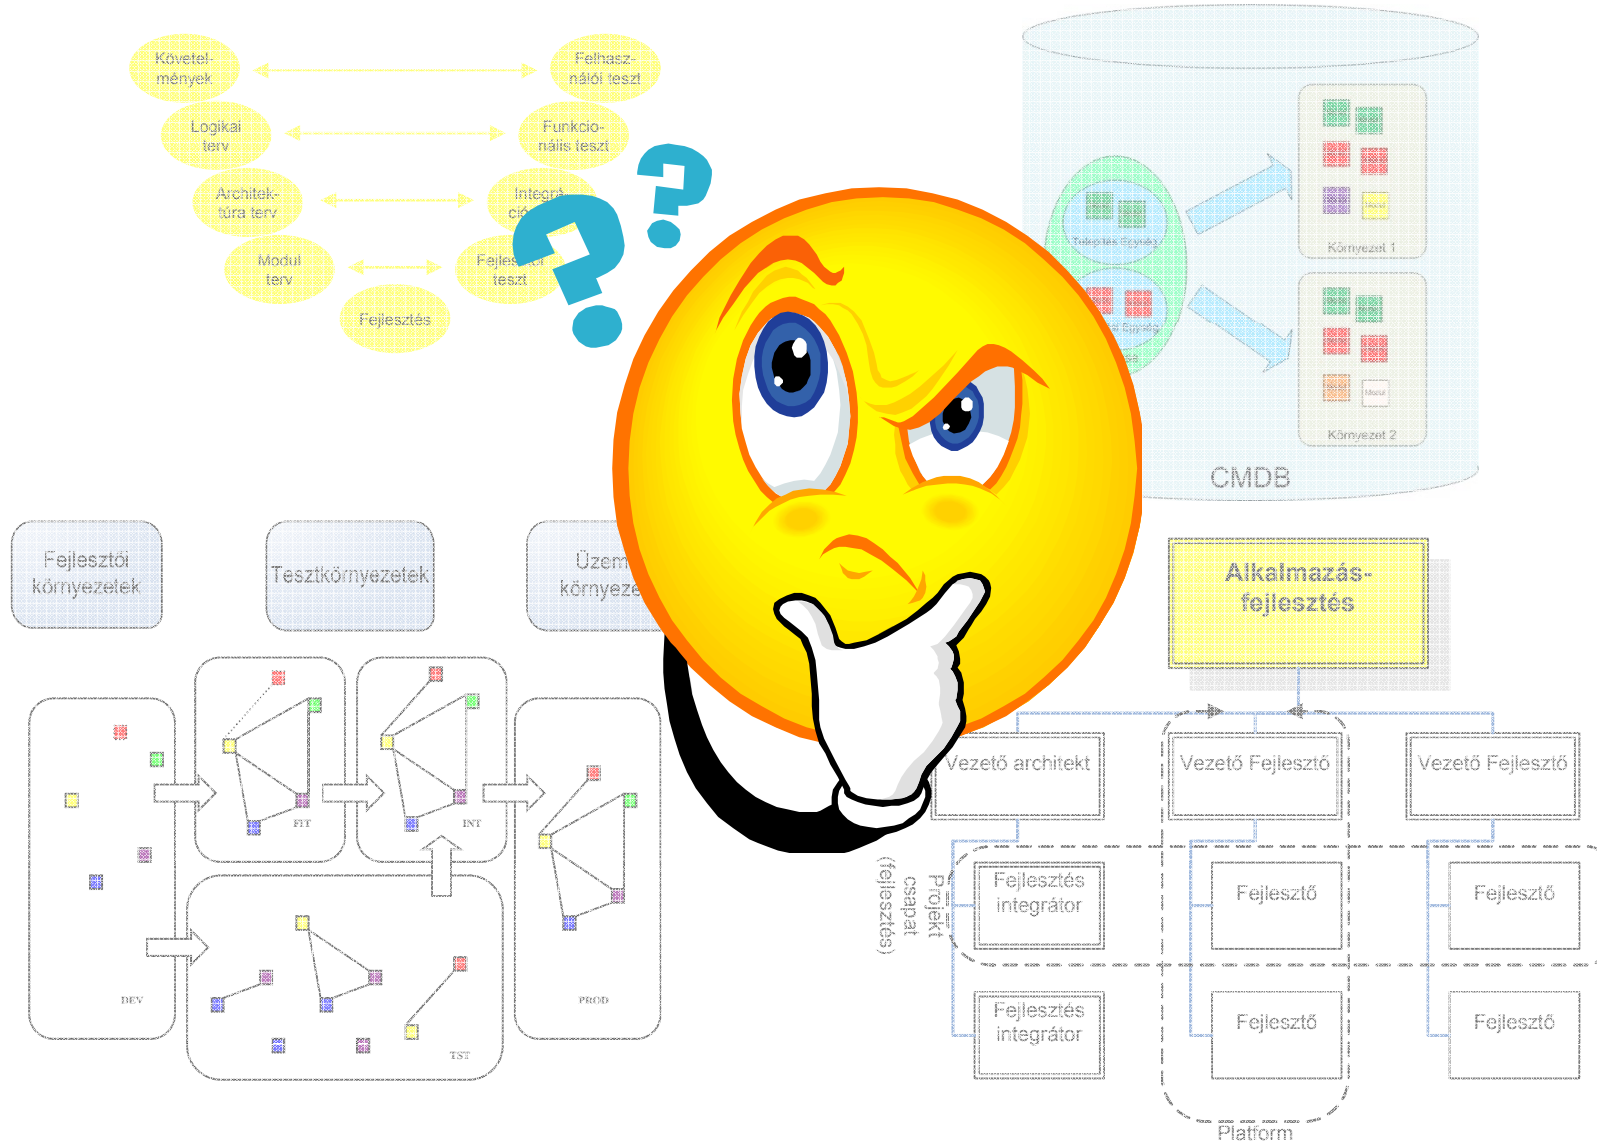 Követel-
mények
Felhasz-
nálói teszt
Logikai
terv
Funkcio-
nális teszt
Architek-
túra terv
Modul
terv
teszt
Fejlesztés
Környezet 1
Környezet 2
CMDB
Fejlesztői
környezetek
Tesztkörnyezetek
Alkalmazás-
fejlesztés
FIT
INT
DEV
TST
PROD
Vezető architekt
Vezető Fejlesztő
Vezető Fejlesztő
Projekt
csapat
(fejlesztés)
Fejlesztés
integrátor
Fejlesztő
Fejlesztő
Fejlesztés
integrátor
Fejlesztő
Fejlesztő
Platform